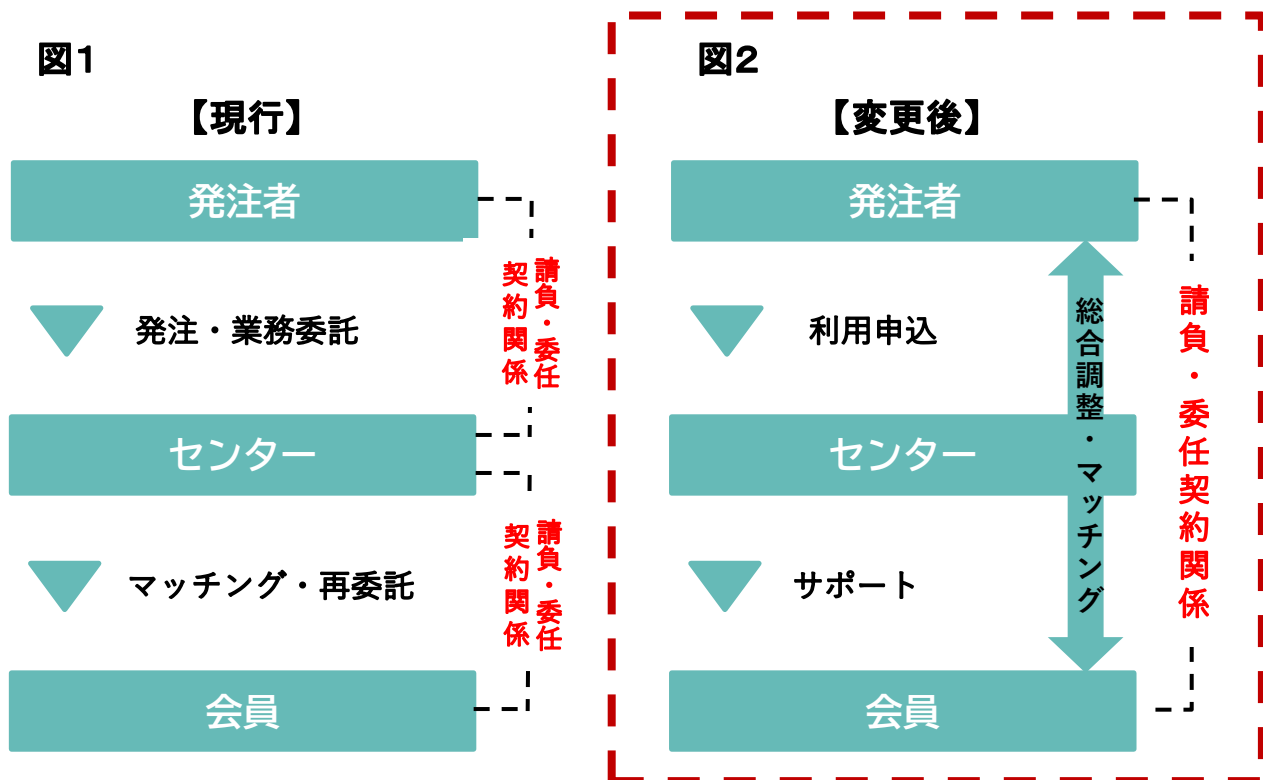 図1
【現行】
発注者
発注・業務委託
請負・委任
契約関係
センター
マッチング・再委託
請負・委任
契約関係
会員
図2
【変更後】
発注者
利用申込
センター
サポート
総合調整・マッチング
請負・委任契約関係
会員